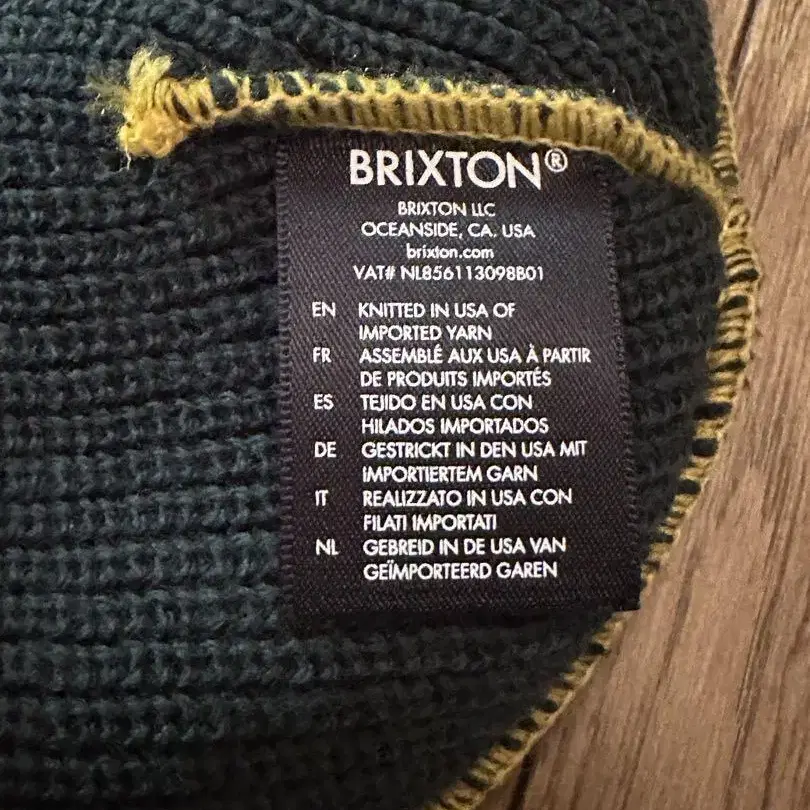 BRIXTON®
BRIXTON LLC
OCEANSIDE, CA. USA
brixton.com
VAT# NL856113098B01
EN KNITTED IN USA OF
IMPORTED YARN
FR ASSEMBLÉ AUX USA À PARTIR
DE PRODUITS IMPORTÉS
ES TEJIDO EN USA CON
HILADOS IMPORTADOS
DE GESTRICKT IN DEN USA MIT
IMPORTIERTEM GARN
IT REALIZZATO IN USA CON
FILATI IMPORTATI
NL GEBREID IN DE USA VAN
GEÏMPORTEERD GAREN